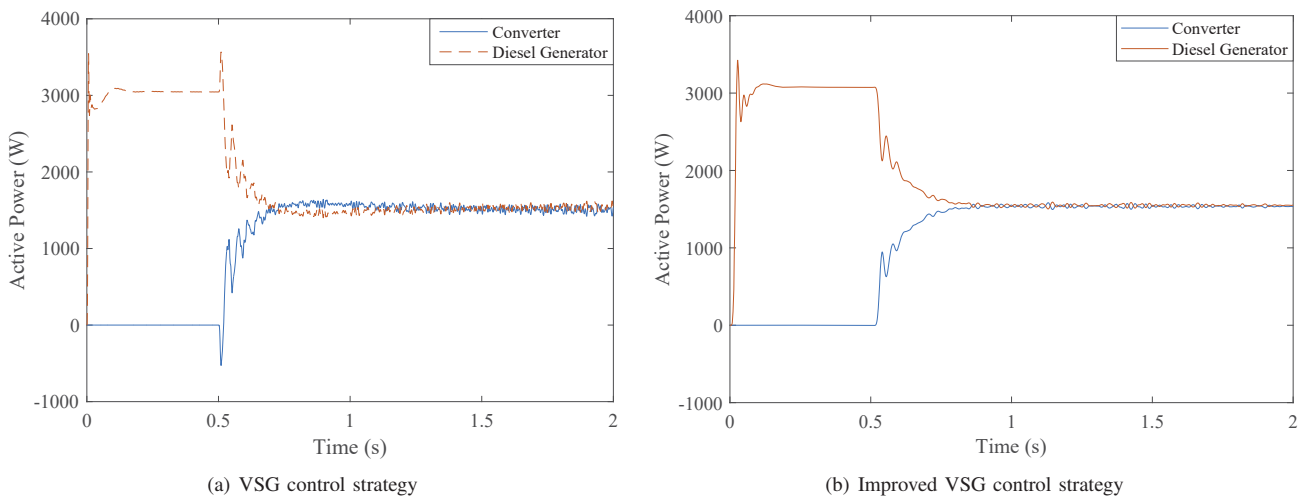 4000
3000
2000
1000
0
-1000
Active Power (W)
Converter
Diesel Generator
0
0.5
1
1.5
2
Time (s)
(a) VSG control strategy
4000
3000
2000
1000
0
-1000
Active Power (W)
Converter
Diesel Generator
0
0.5
1
1.5
2
Time (s)
(b) Improved VSG control strategy